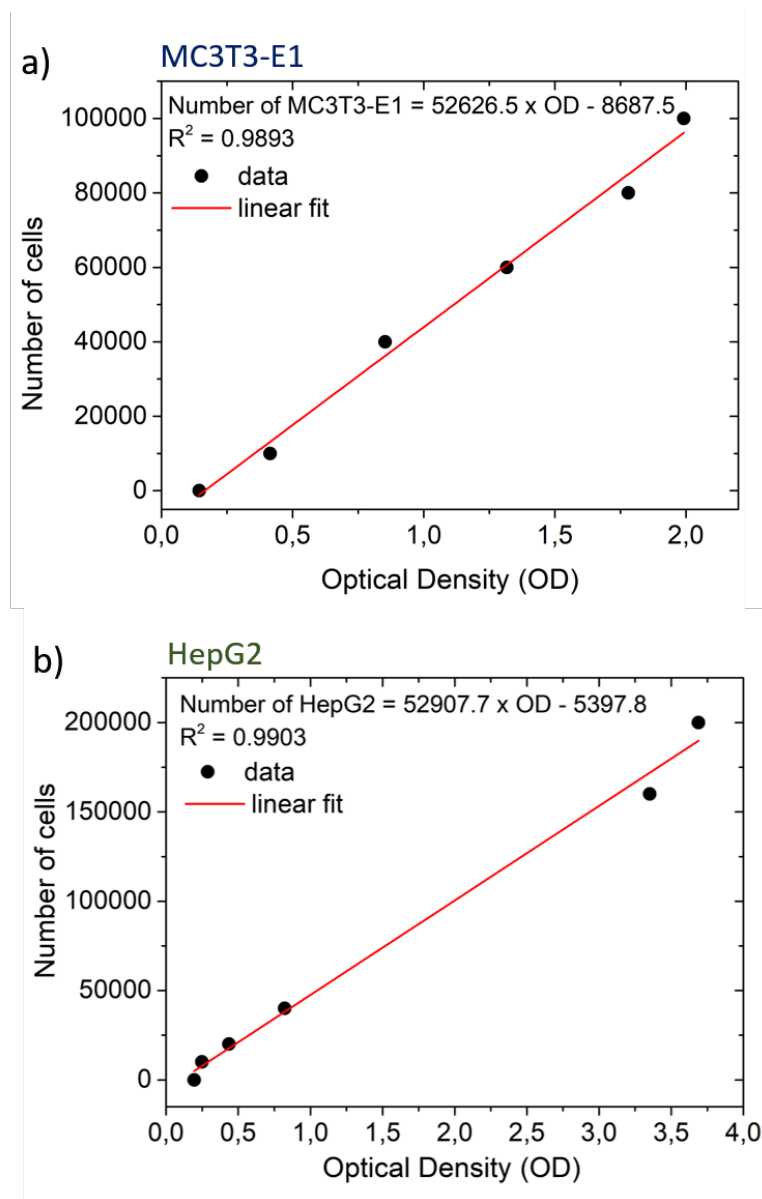 a) MC3T3-E1
Number of MC3T3-E1 = 52626.5 x OD - 8687.5
R² = 0.9893
data
linear fit
Number of cells
100000
80000
60000
40000
20000
0
0,0 0,5 1,0 1,5 2,0
Optical Density (OD)
b) HepG2
Number of HepG2 = 52907.7 x OD - 5397.8
R² = 0.9903
data
linear fit
Number of cells
200000
150000
100000
50000
0
0,0 0,5 1,0 1,5 2,0 2,5 3,0 3,5 4,0
Optical Density (OD)